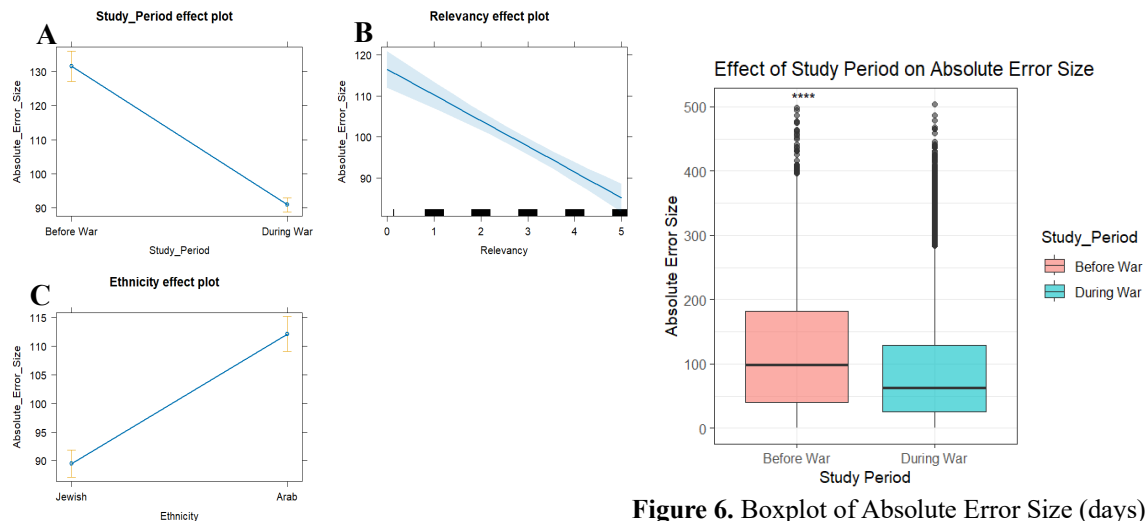 Study_Period effect plot
A
Absolute_Error_Size
130
120
110
100
90
Before War
During War
Study_Period
Relevancy effect plot
B
Absolute_Error_Size
120
110
100
90
0 1 2 3 4 5
Relevancy
Ethnicity effect plot
C
Absolute_Error_Size
115
110
105
100
95
90
Jewish
Arab
Ethnicity
Effect of Study Period on Absolute Error Size
Absolute Error Size
500
400
300
200
100
0
****
Before War
During War
Study Period
Study_Period
Before War
During War
Figure 6. Boxplot of Absolute Error Size (days)